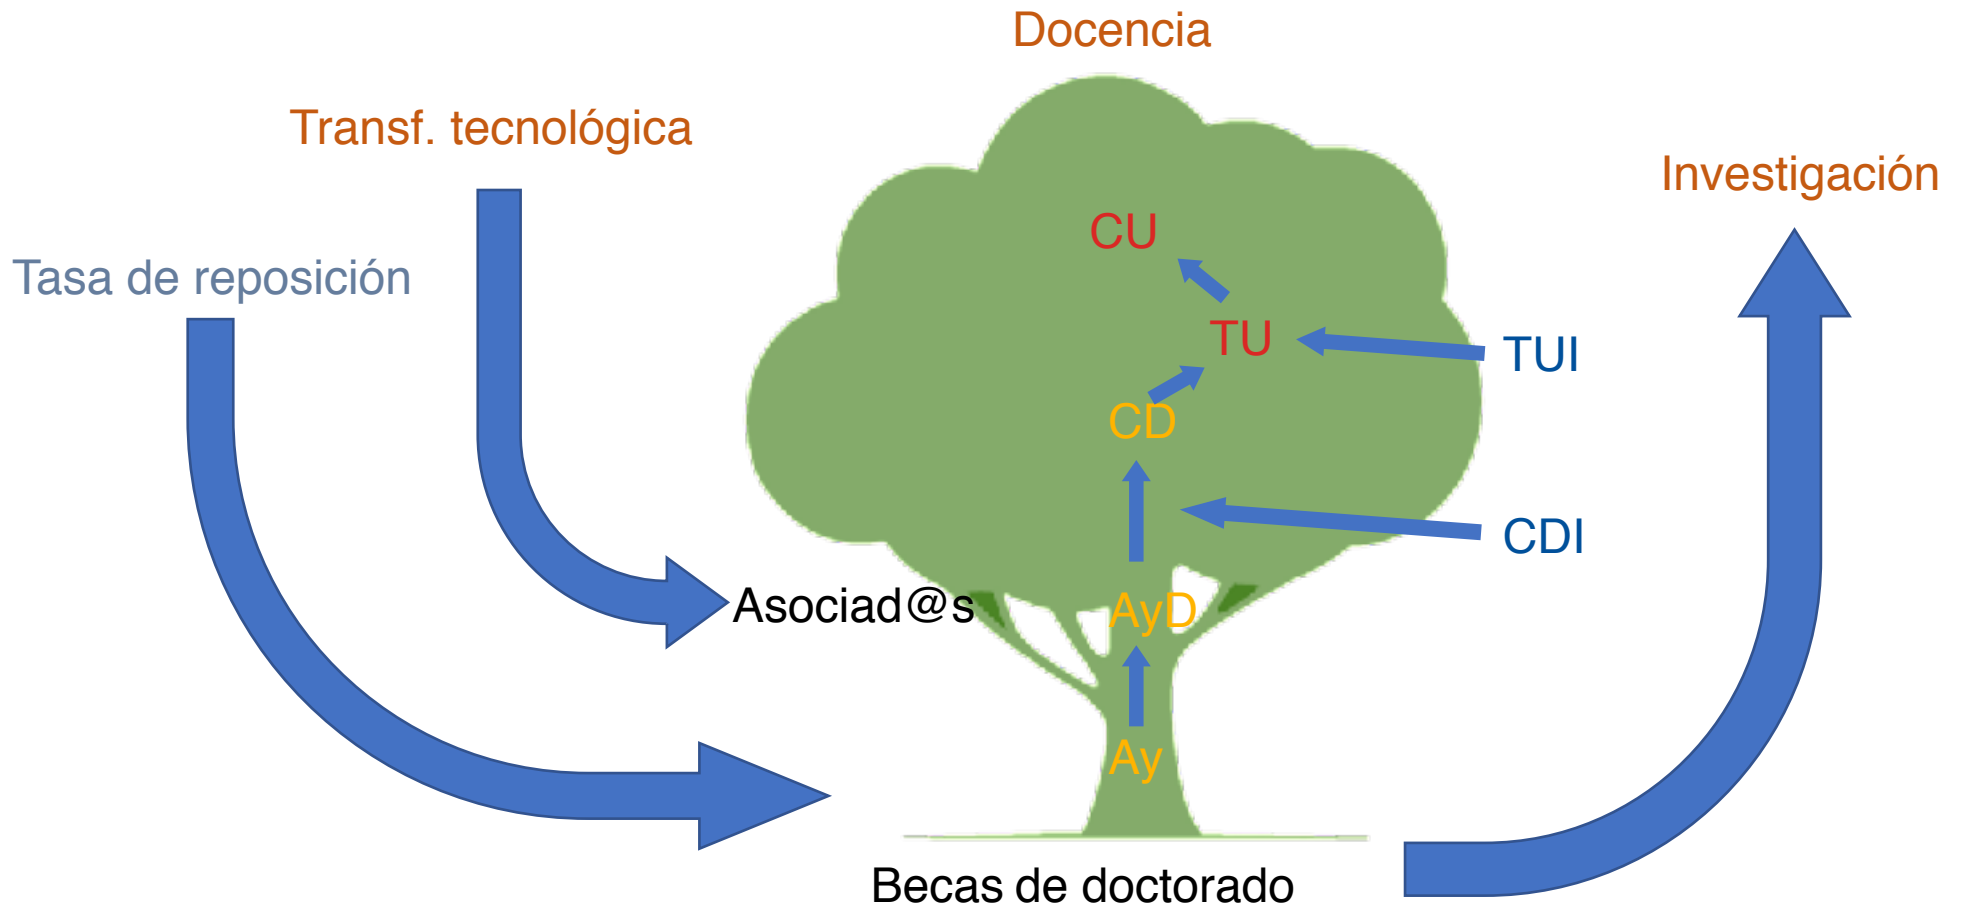 Docencia
Transf. tecnológica
Investigación
CU
Tasa de reposición
TU
TUI
CD
CDI
Asociad@s
AyD
Ay
Becas de doctorado